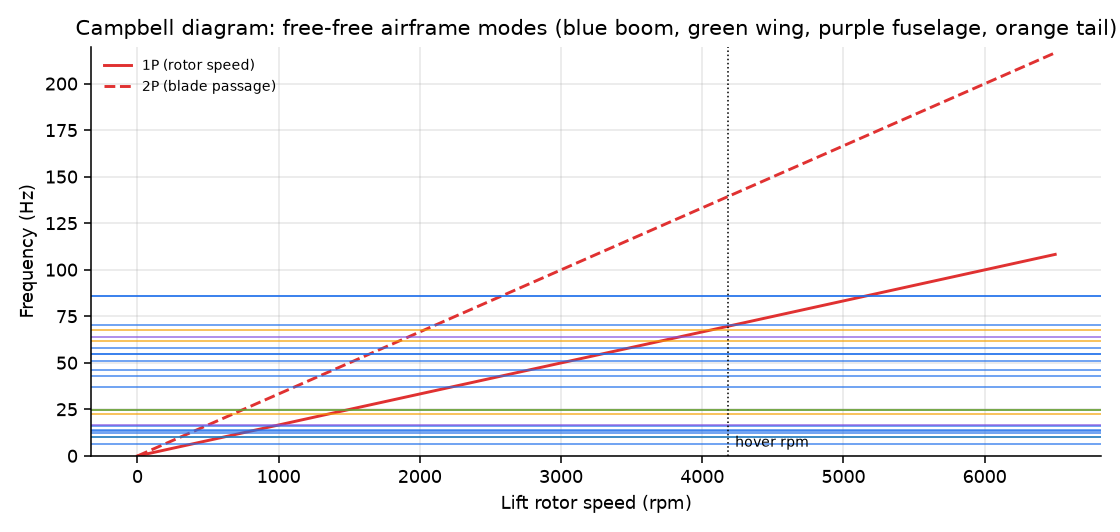 Campbell diagram: free-free airframe modes (blue boom, green wing, purple fuselage, orange tail)
1P (rotor speed)
2P (blade passage)
200
175
150
125
100
75
50
25
0
Frequency (Hz)
hover rpm
0 1000 2000 3000 4000 5000 6000
Lift rotor speed (rpm)